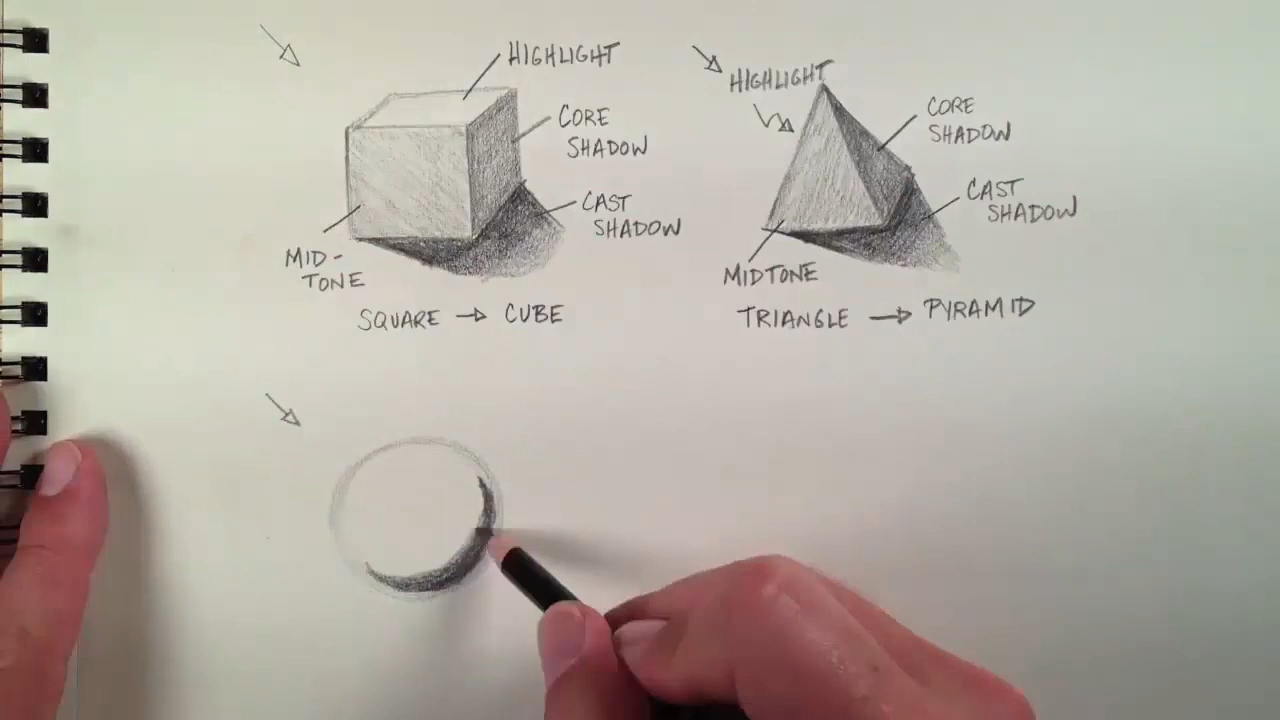 HIGHLIGHT
CORE
SHADOW
CAST
SHADOW
MID-
TONE
SQUARE → CUBE
HIGHLIGHT
CORE
SHADOW
CAST
SHADOW
MIDTONE
TRIANGLE → PYRAMID